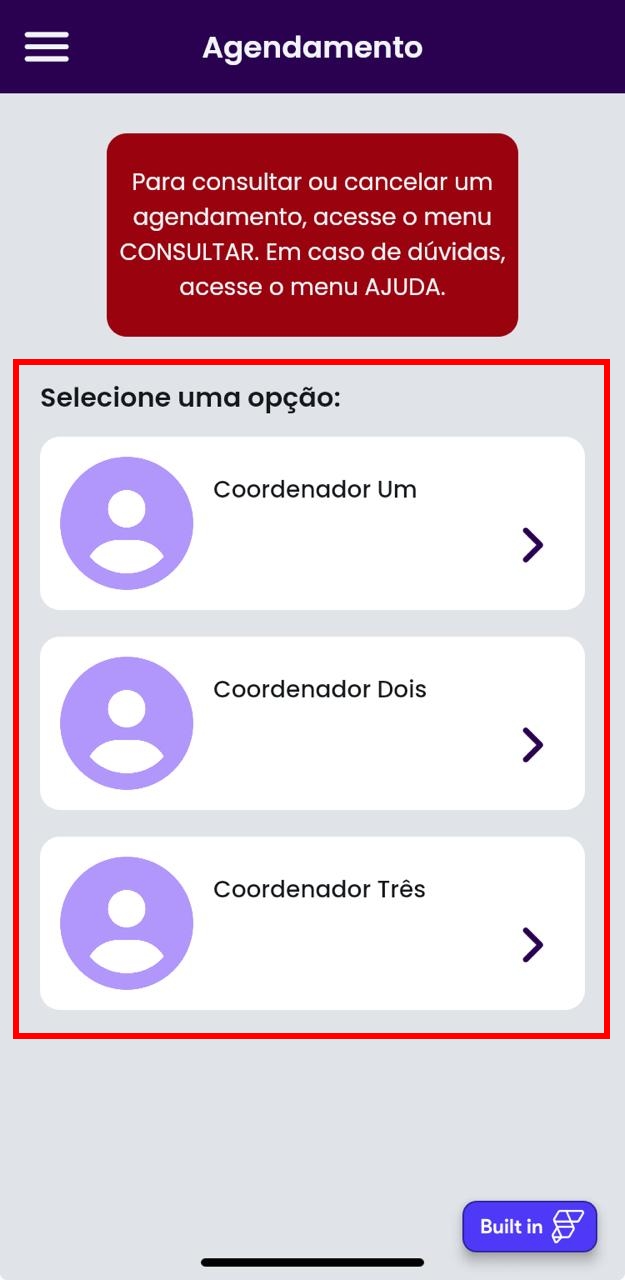 Agendamento
Para consultar ou cancelar um
agendamento, acesse o menu
CONSULTAR. Em caso de dúvidas,
acesse o menu AJUDA.
Selecione uma opção:
Coordenador Um
Coordenador Dois
Coordenador Três
Built in